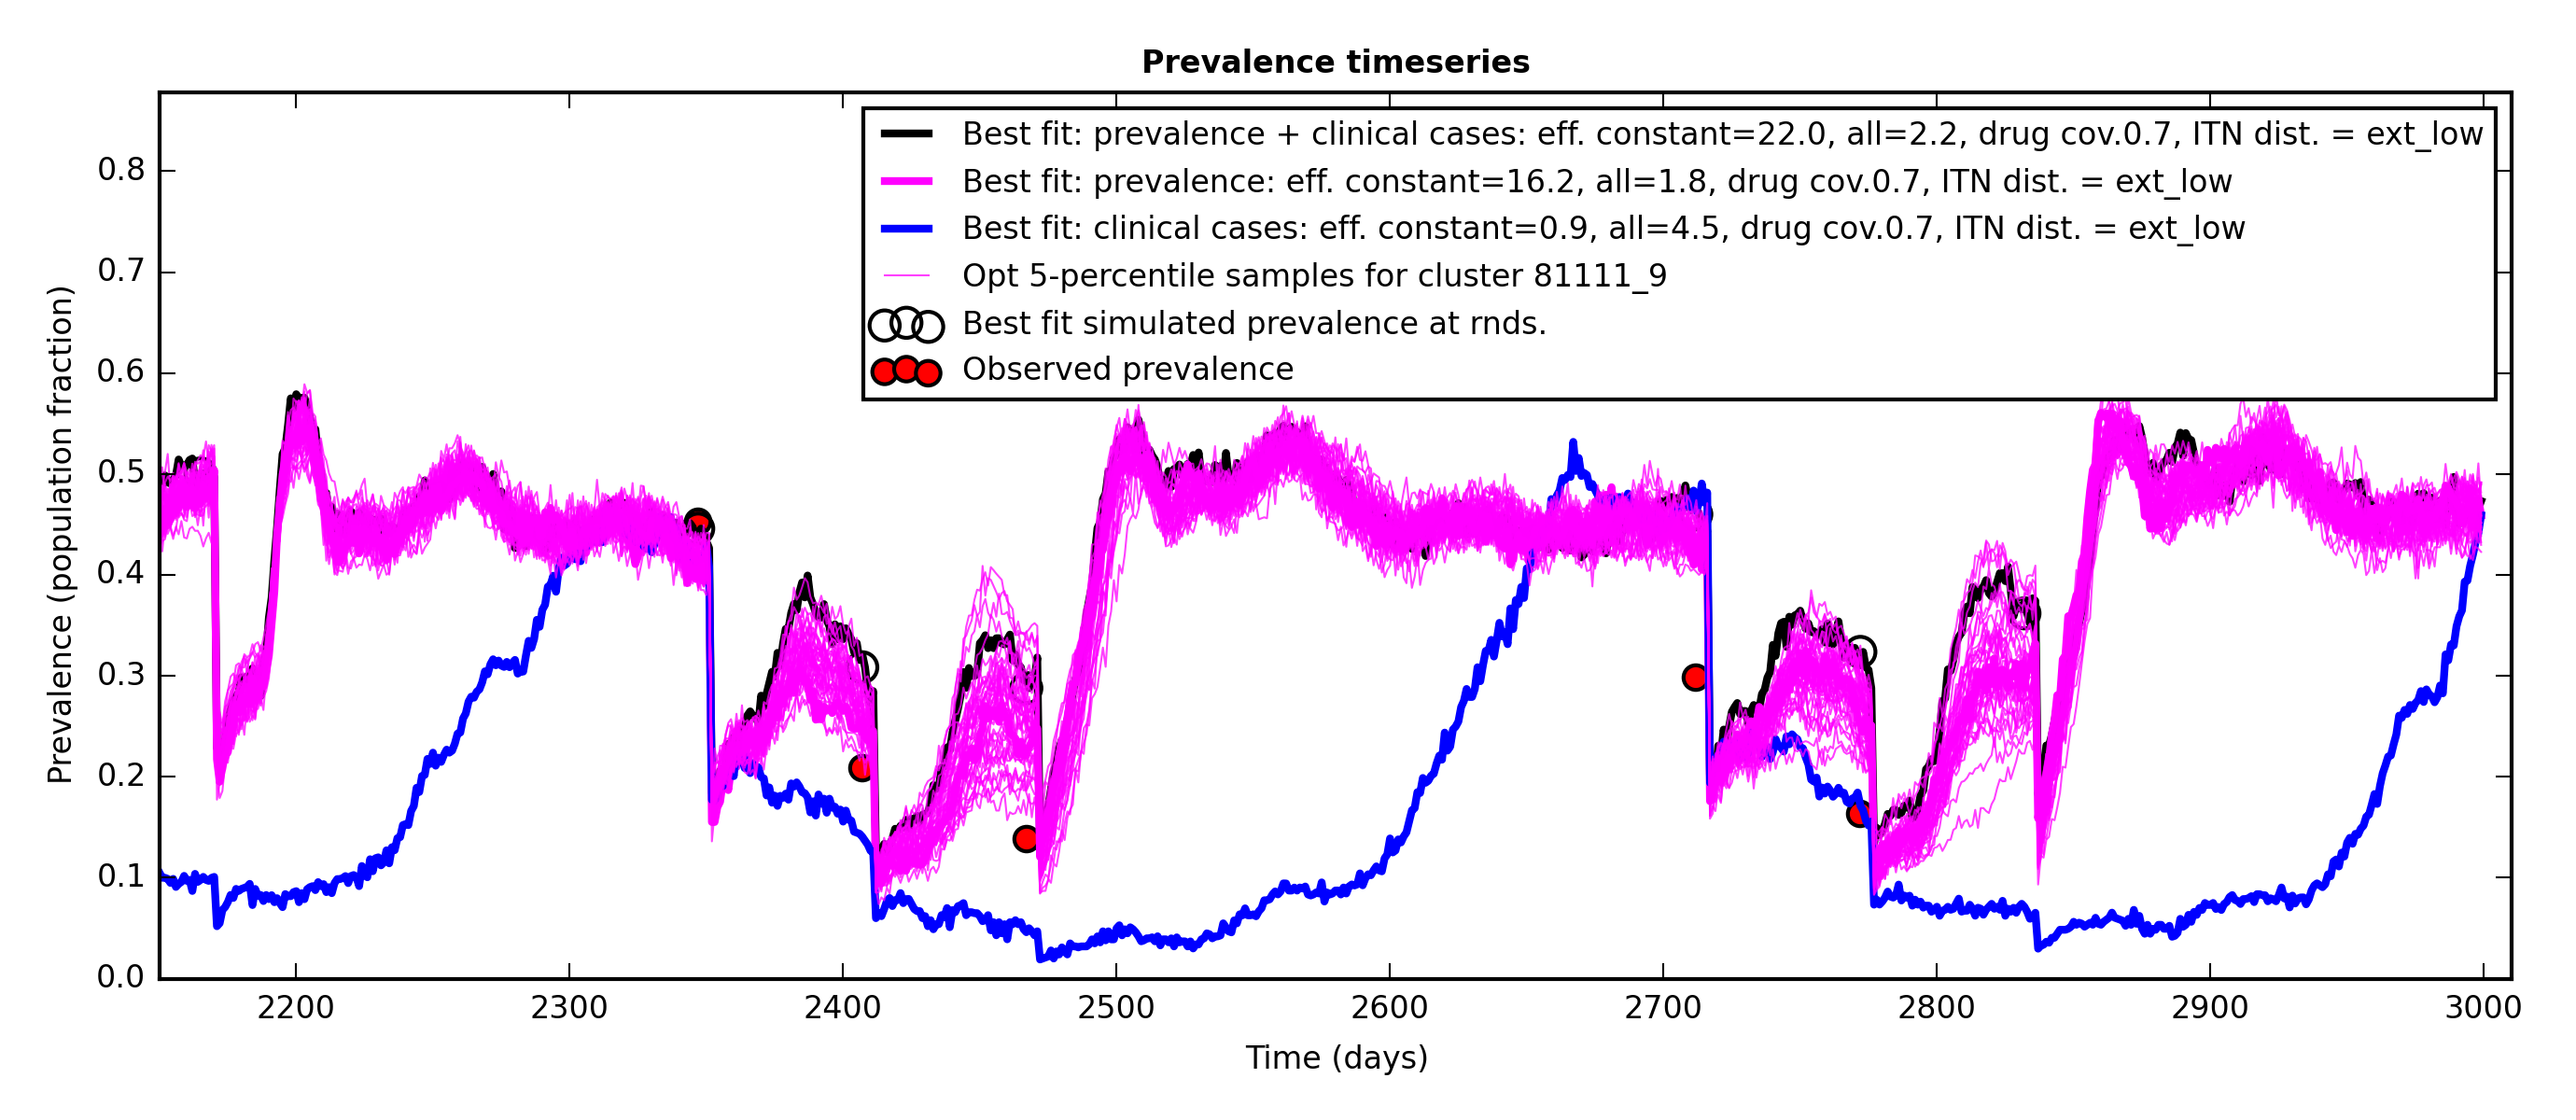 Prevalence timeseries
Best fit: prevalence + clinical cases: eff. constant=22.0, all=2.2, drug cov.0.7, ITN dist. = ext_low
Best fit: prevalence: eff. constant=16.2, all=1.8, drug cov.0.7, ITN dist. = ext_low
Best fit: clinical cases: eff. constant=0.9, all=4.5, drug cov.0.7, ITN dist. = ext_low
Opt 5-percentile samples for cluster 81111_9
Best fit simulated prevalence at rnds.
Observed prevalence
Prevalence (population fraction)
0.8
0.7
0.6
0.5
0.4
0.3
0.2
0.1
0.0
2200 2300 2400 2500 2600 2700 2800 2900 3000
Time (days)